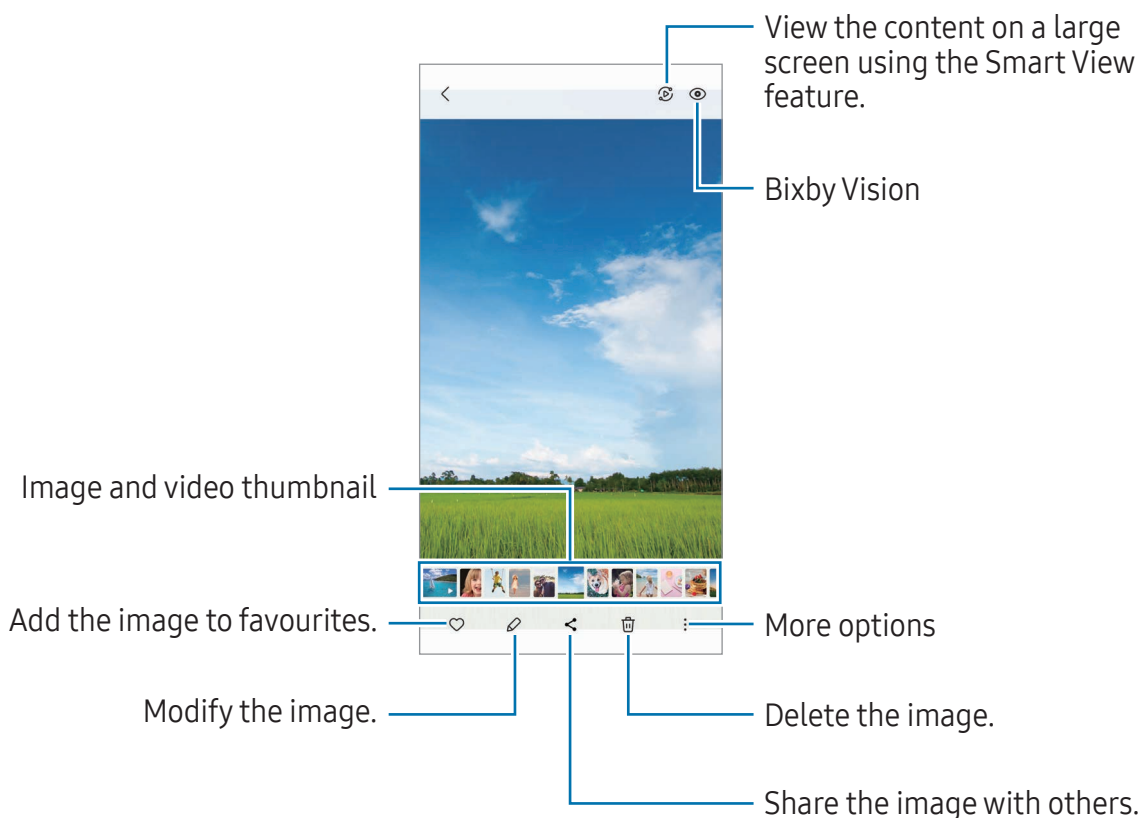 View the content on a large
screen using the Smart View
feature.
Bixby Vision
Image and video thumbnail
Add the image to favourites.
More options
Modify the image.
Delete the image.
Share the image with others.